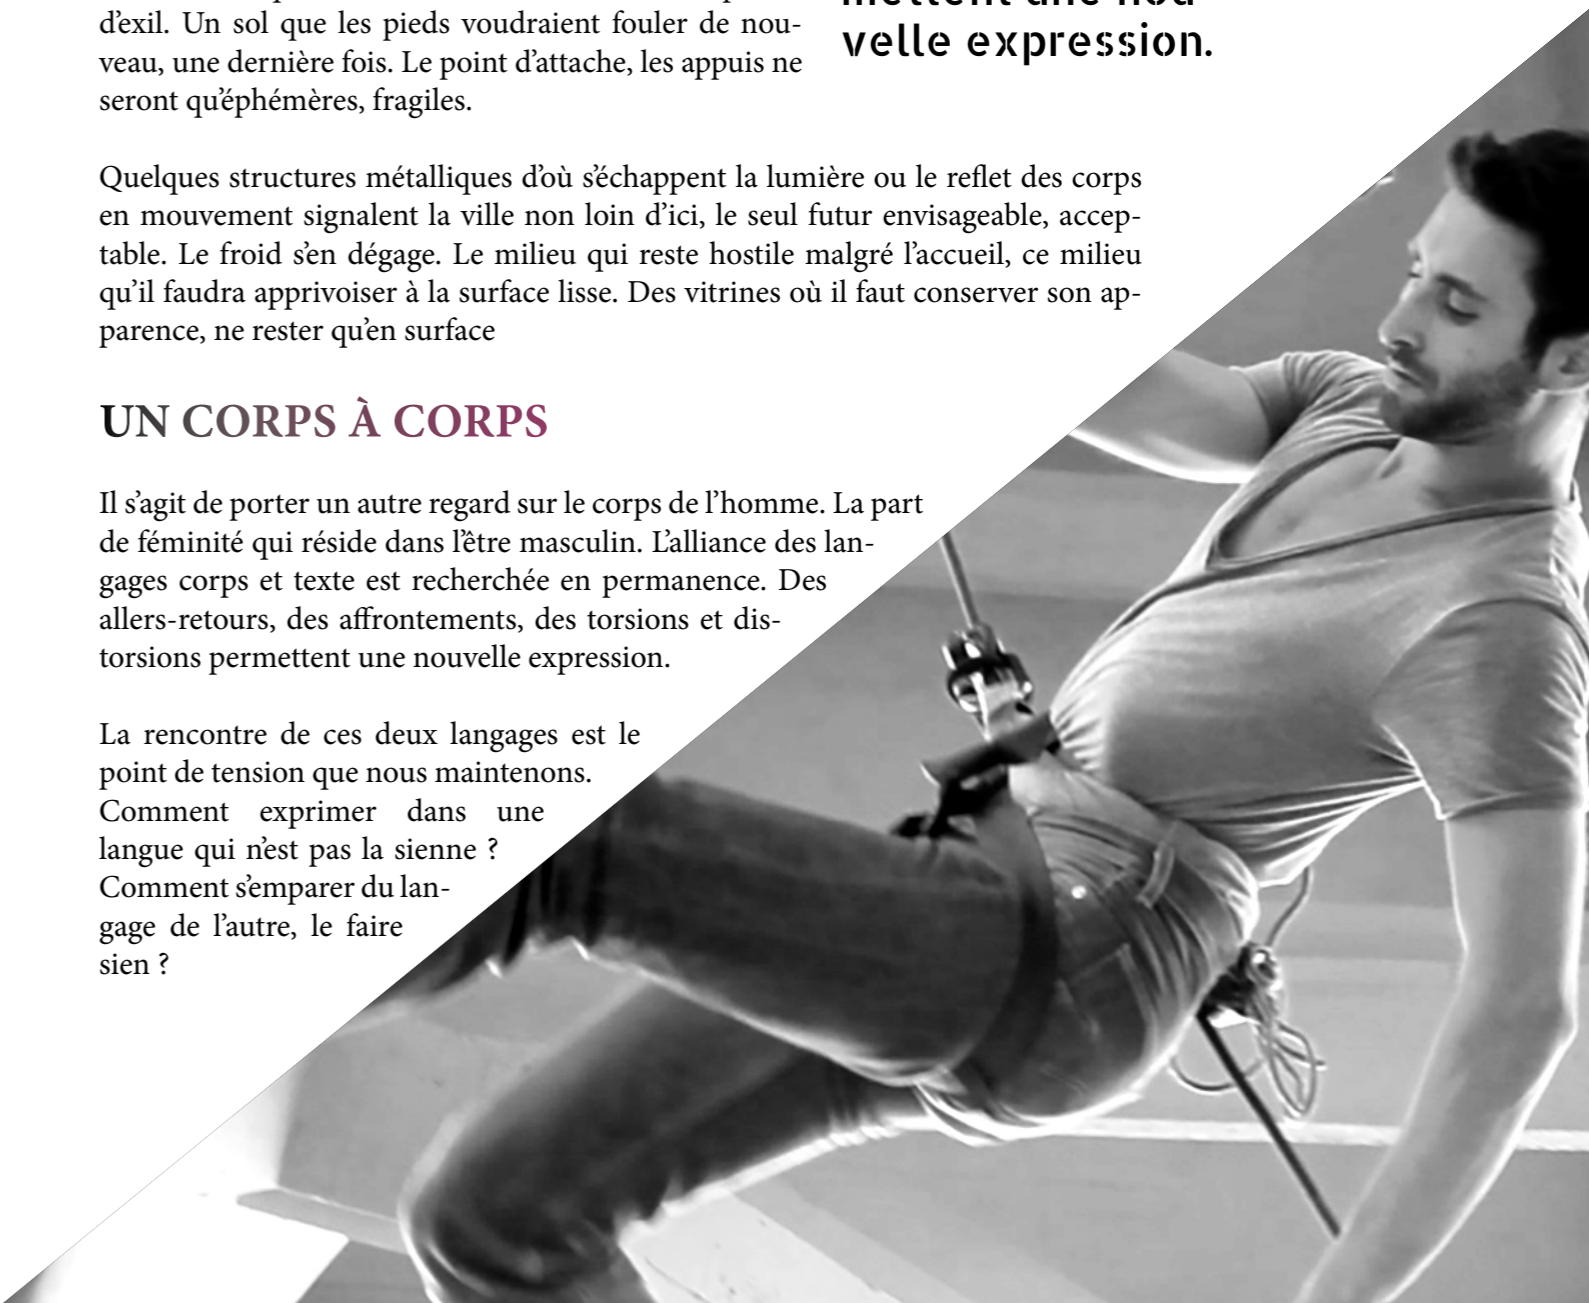 d'exil. Un sol que les pieds voudraient fouler de nou-
veau, une dernière fois. Le point d'attache, les appuis ne
seront qu'éphémères, fragiles.
velle expression.
Quelques structures métalliques d'où s'échappent la lumière ou le reflet des corps
en mouvement signalent la ville non loin d'ici, le seul futur envisageable, accep-
table. Le froid s'en dégage. Le milieu qui reste hostile malgré l'accueil, ce milieu
qu'il faudra apprivoiser à la surface lisse. Des vitrines où il faut conserver son ap-
parence, ne rester qu'en surface
UN CORPS À CORPS
Il s'agit de porter un autre regard sur le corps de l'homme. La part
de féminité qui réside dans l'être masculin. L'alliance des lan-
gages corps et texte est recherchée en permanence. Des
allers-retours, des affrontements, des torsions et dis-
torsions permettent une nouvelle expression.
La rencontre de ces deux langages est le
point de tension que nous maintenons.
Comment exprimer dans une
langue qui n'est pas la sienne ?
Comment s'emparer du lan-
gage de l'autre, le faire
sien ?